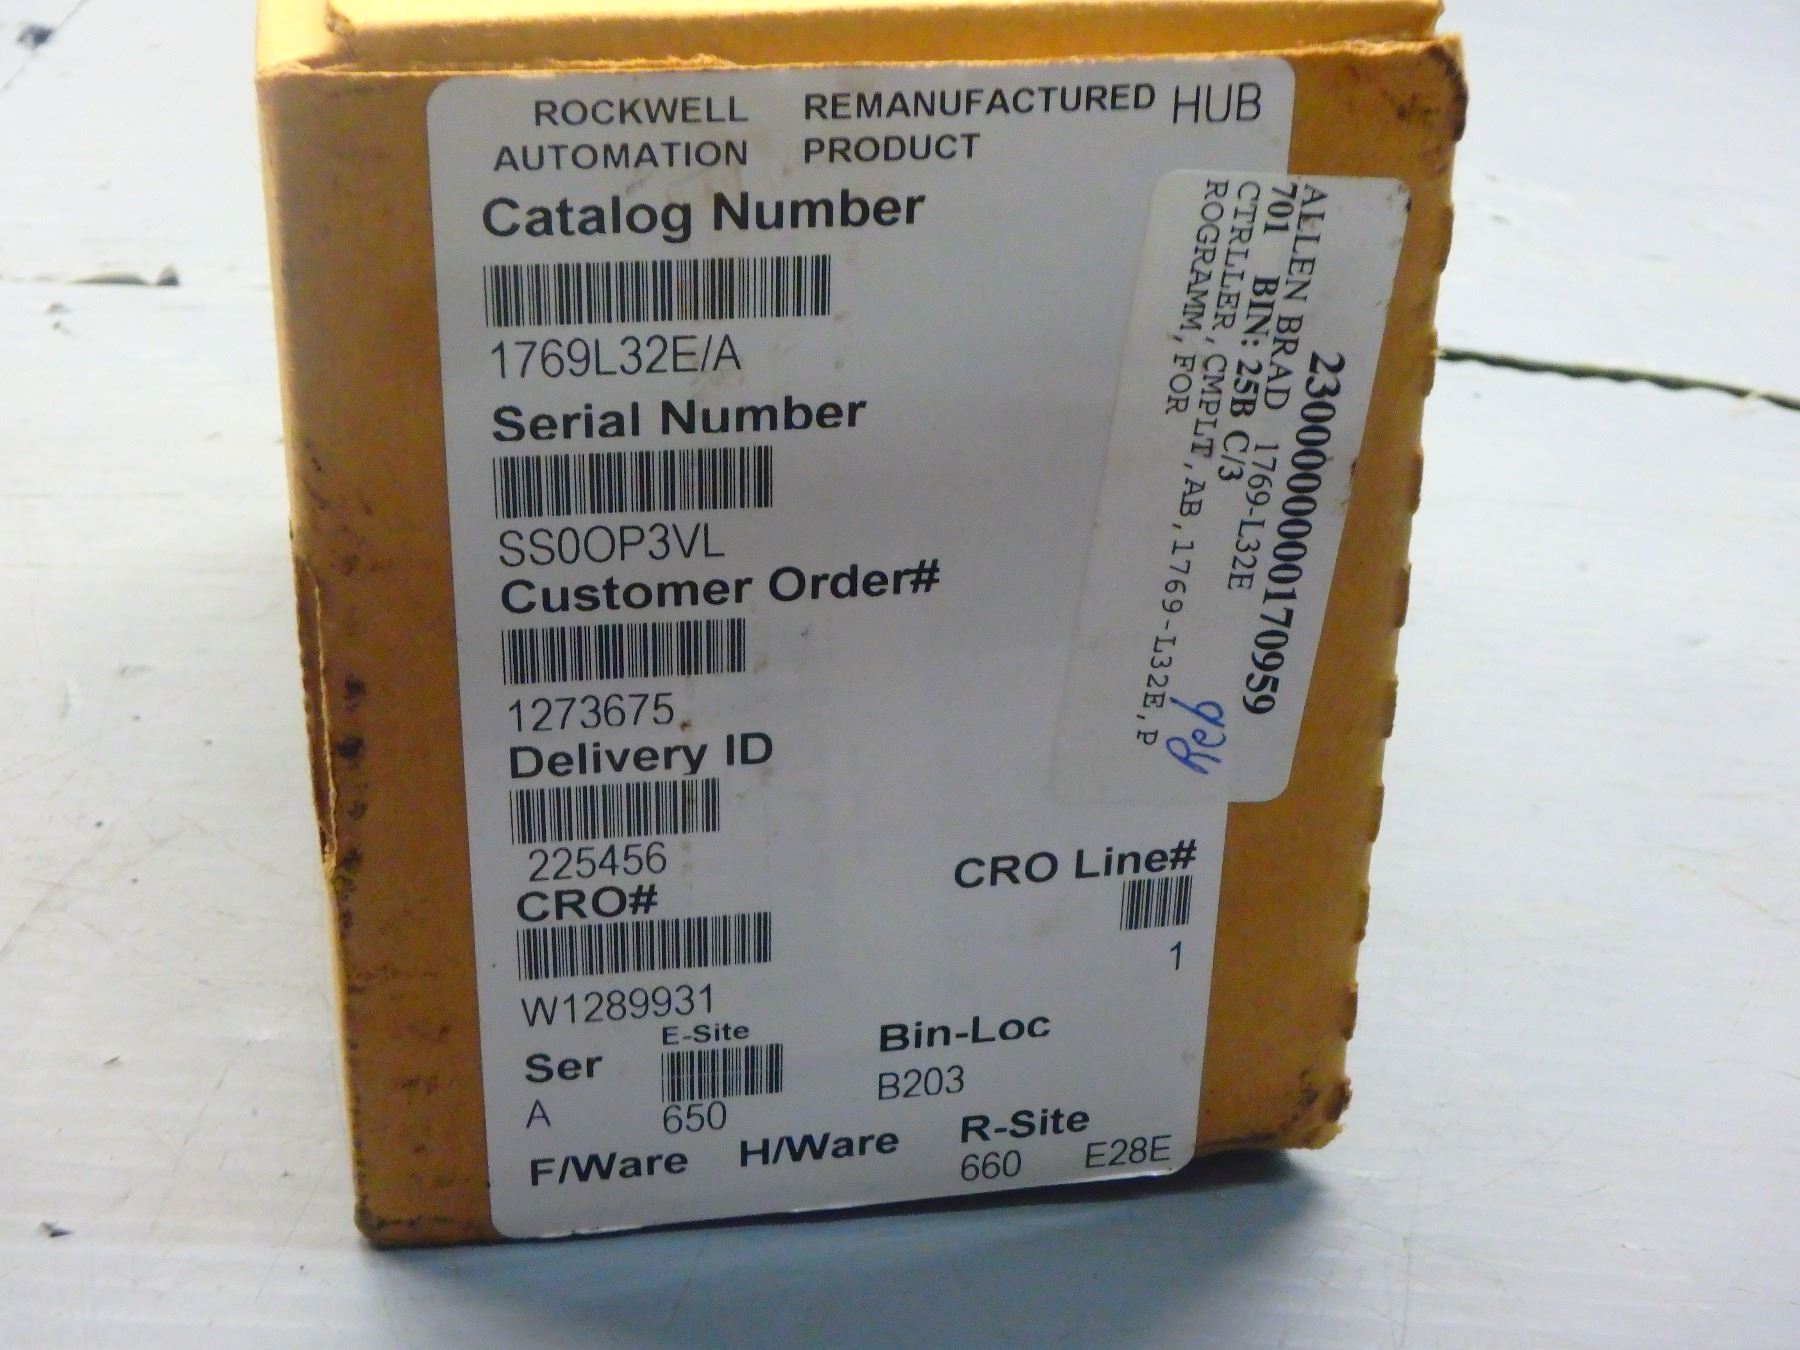 ROCKWELL REMANUFACTURED HUB
AUTOMATION PRODUCT
Catalog Number
1769L32E/A
Serial Number
SS0OP3VL
Customer Order#
1273675
Delivery ID
225456
CRO#
CRO Line#
W1289931
1
Ser
E-Site
Bin-Loc
A
650
B203
F/Ware
H/Ware
R-Site
660 E28E
2300000000170959
ALLEN BRAD 1769-L32E
701 BIN: 25B C/3
CTRLLER,CMPLT,AB,1769-L32E,P
ROGRAMM,FOR